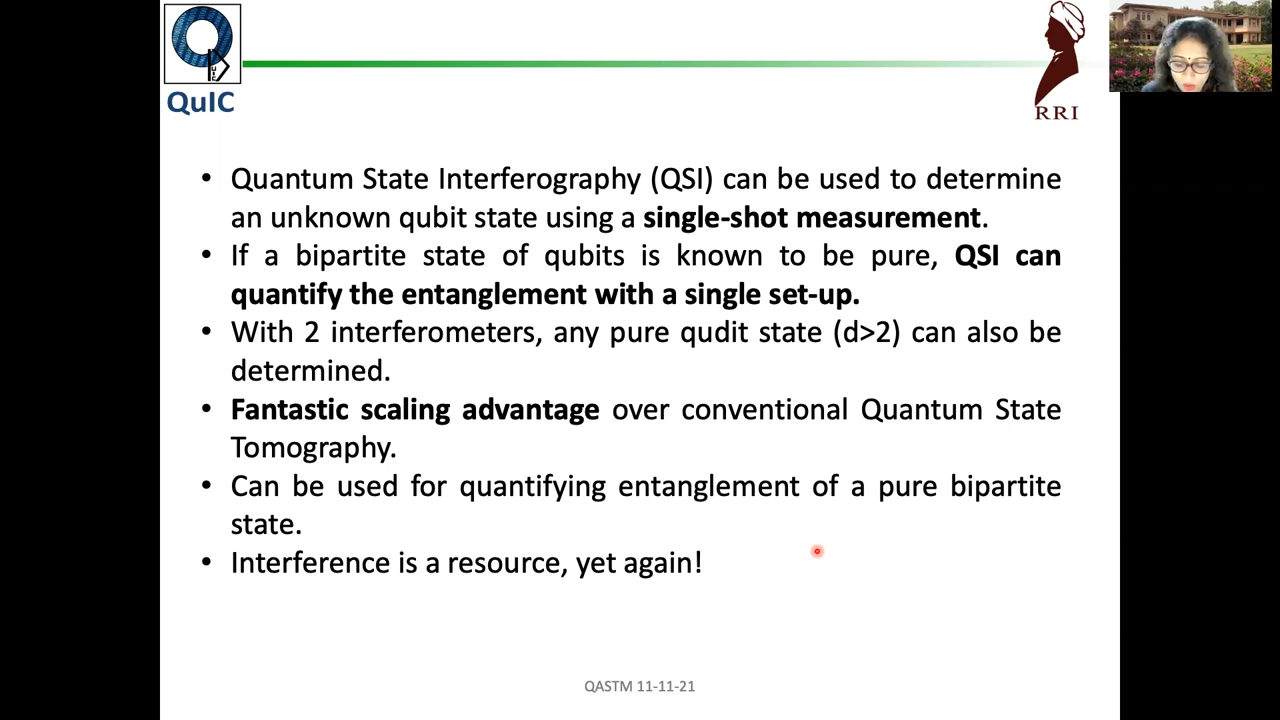 QuIC
RRI
• Quantum State Interferography (QSI) can be used to determine
an unknown qubit state using a single-shot measurement.
• If a bipartite state of qubits is known to be pure, QSI can
quantify the entanglement with a single set-up.
• With 2 interferometers, any pure qudit state (d>2) can also be
determined.
• Fantastic scaling advantage over conventional Quantum State
Tomography.
• Can be used for quantifying entanglement of a pure bipartite
state.
• Interference is a resource, yet again!
QASTM 11-11-21